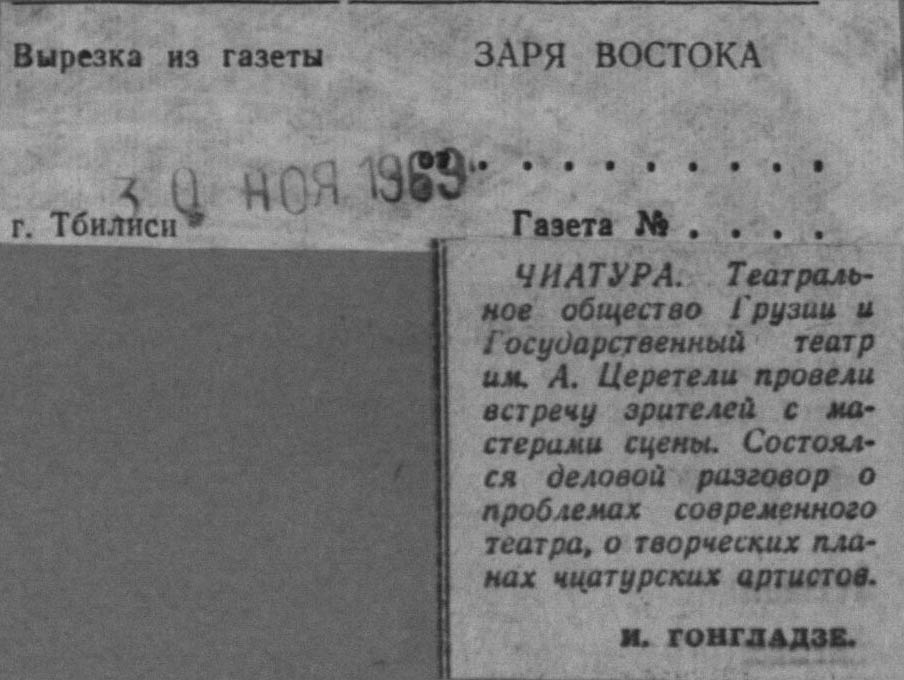 Вырезка из газеты ЗАРЯ ВОСТОКА
от . . . . . . . . .
30 НОЯ 1969
г. Тбилиси Газета № . . . .
ЧИАТУРА. Театраль-
ное общество Грузии и
Государственный театр
им. А. Церетели провели
встречу зрителей с ма-
стерами сцены. Состоял-
ся деловой разговор о
проблемах современного
театра, о творческих пла-
нах чиатурских артистов.
И. ГОНГЛАДЗЕ.